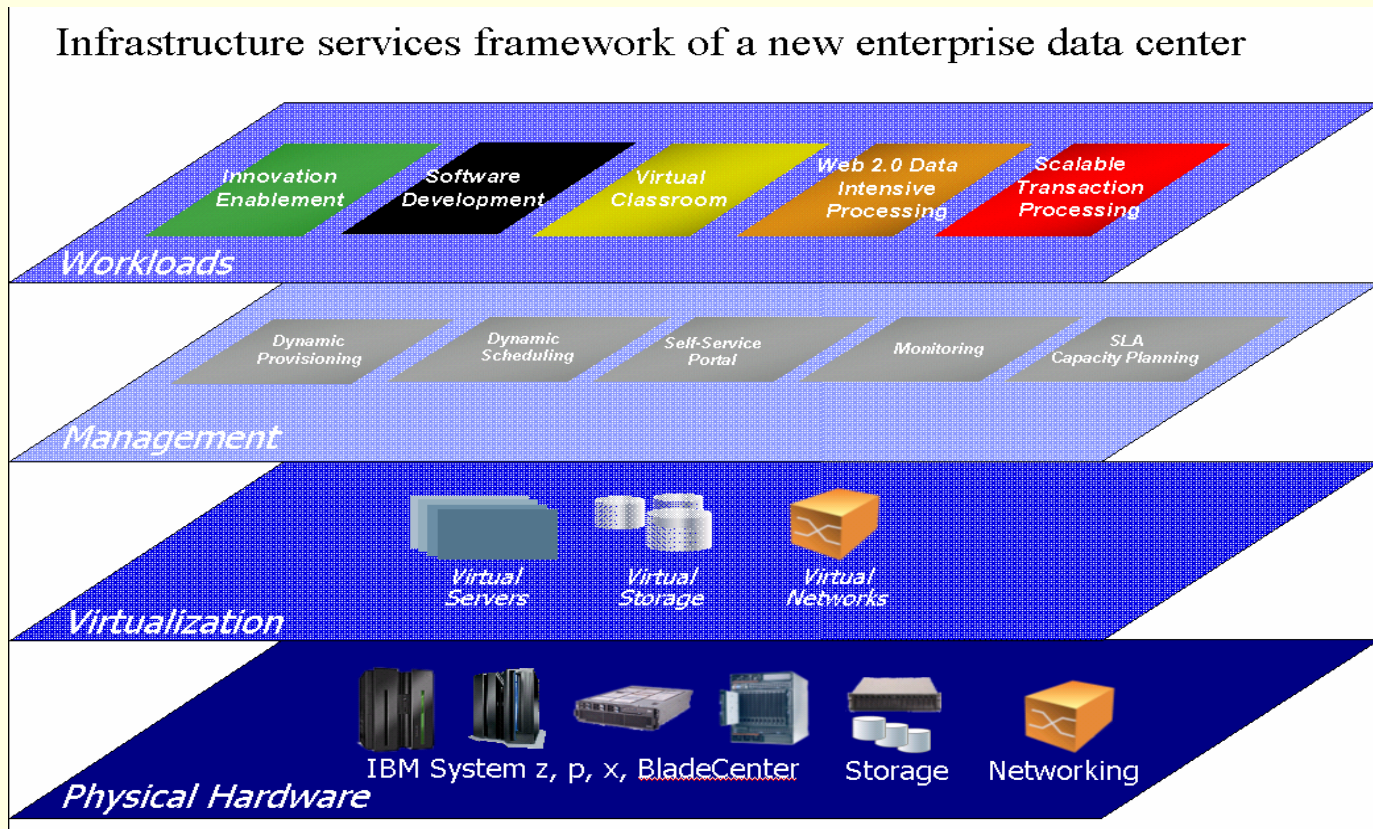 Infrastructure services framework of a new enterprise data center
Innovation
Enablement
Software
Development
Virtual
Classroom
Web 2.0 Data
Intensive
Processing
Scalable
Transaction
Processing
Workloads
Dynamic
Provisioning
Dynamic
Scheduling
Self-Service
Portal
Monitoring
SLA
Capacity Planning
Management
Virtual
Servers
Virtual
Storage
Virtual
Networks
Virtualization
IBM System z, p, x, BladeCenter
Storage
Networking
Physical Hardware